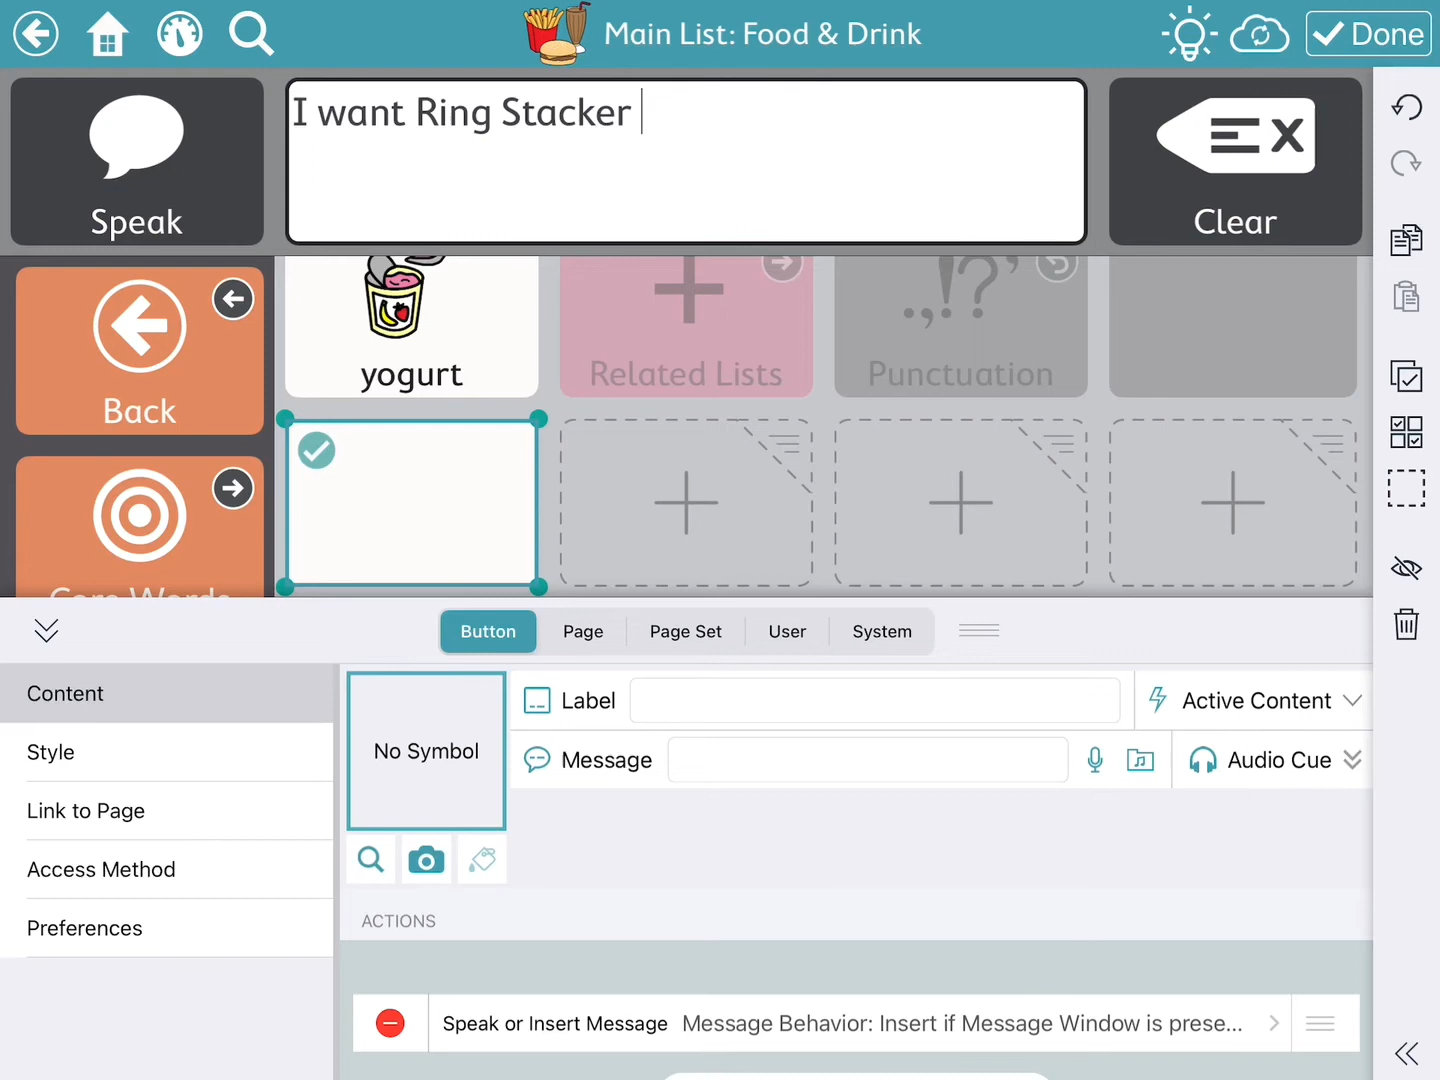 Main List: Food & Drink
Done
I want Ring Stacker
Speak
Clear
Back
yogurt
Related Lists
.,!?'
Punctuation
Core Words
Button
Page
Page Set
User
System
Content
Style
Link to Page
Access Method
Preferences
No Symbol
Label
Active Content
Message
Audio Cue
ACTIONS
Speak or Insert Message
Message Behavior: Insert if Message Window is prese...